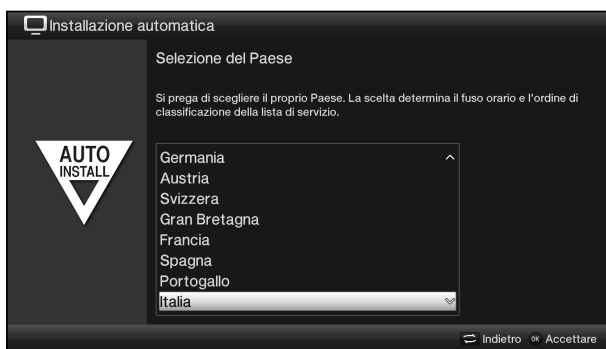 Installazione automatica
Selezione del Paese
Si prega di scegliere il proprio Paese. La scelta determina il fuso orario e l'ordine di
classificazione della lista di servizio.
AUTO
INSTALL
Germania
Austria
Svizzera
Gran Bretagna
Francia
Spagna
Portogallo
Italia
Indietro OK Accettare